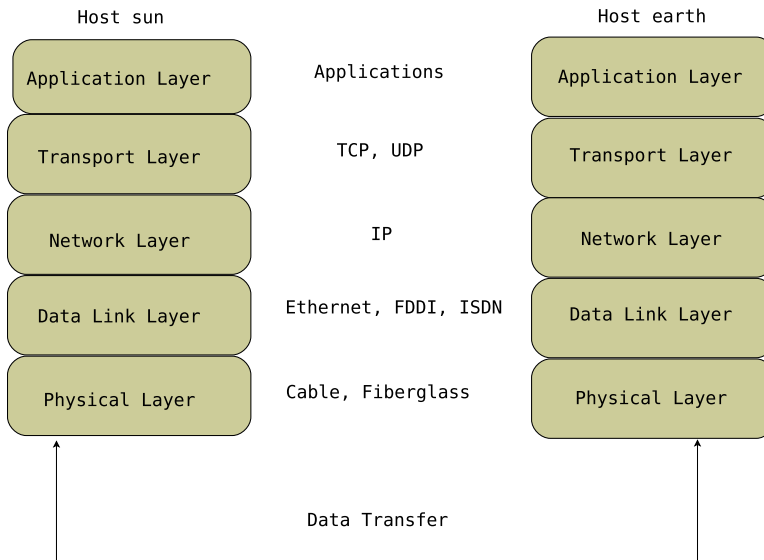 Host sun
Host earth
Application Layer
Applications
Application Layer
Transport Layer
TCP, UDP
Transport Layer
Network Layer
IP
Network Layer
Data Link Layer
Ethernet, FDDI, ISDN
Data Link Layer
Physical Layer
Cable, Fiberglass
Physical Layer
Data Transfer